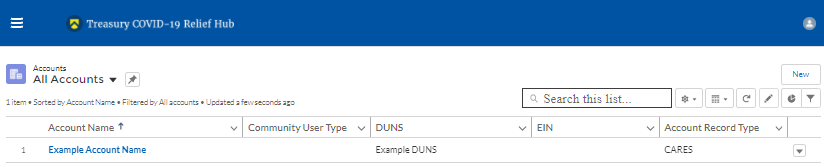 Treasury COVID-19 Relief Hub
Accounts
All Accounts
New
1 item • Sorted by Account Name • Filtered by All accounts • Updated a few seconds ago
Search this list...
Account Name ↑ Community User Type DUNS EIN Account Record Type
1 Example Account Name Example DUNS CARES